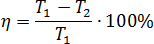 η = (T₁ − T₂) / T₁ · 100%